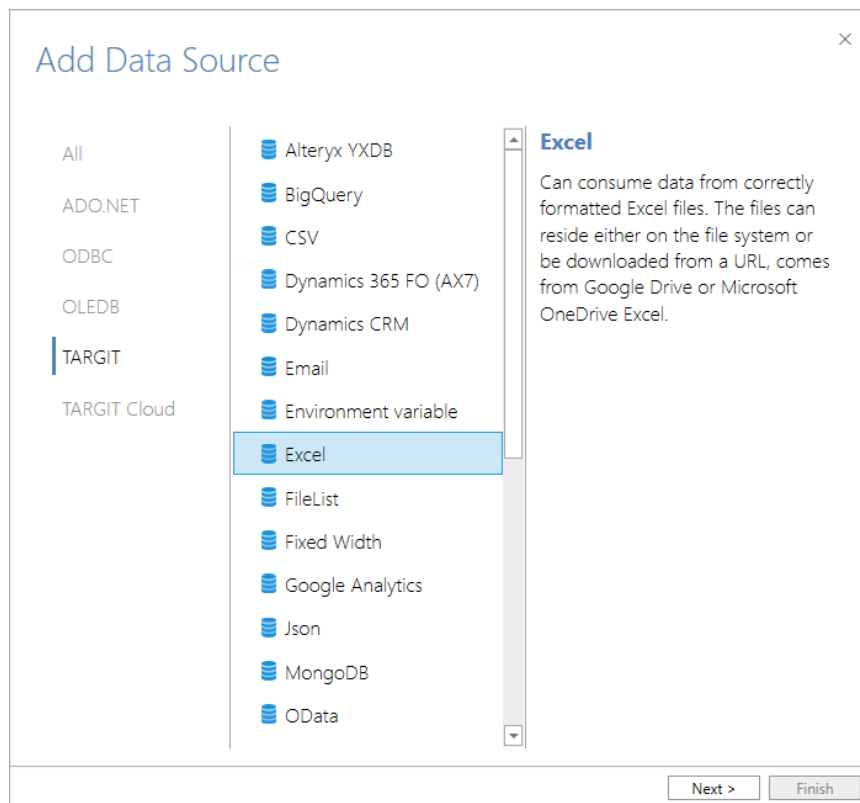 Add Data Source
All
ADO.NET
ODBC
OLEDB
TARGIT
TARGIT Cloud
Alteryx YXDB
BigQuery
CSV
Dynamics 365 FO (AX7)
Dynamics CRM
Email
Environment variable
Excel
FileList
Fixed Width
Google Analytics
Json
MongoDB
OData
Excel
Can consume data from correctly
formatted Excel files. The files can
reside either on the file system or
be downloaded from a URL, comes
from Google Drive or Microsoft
OneDrive Excel.
Next >
Finish